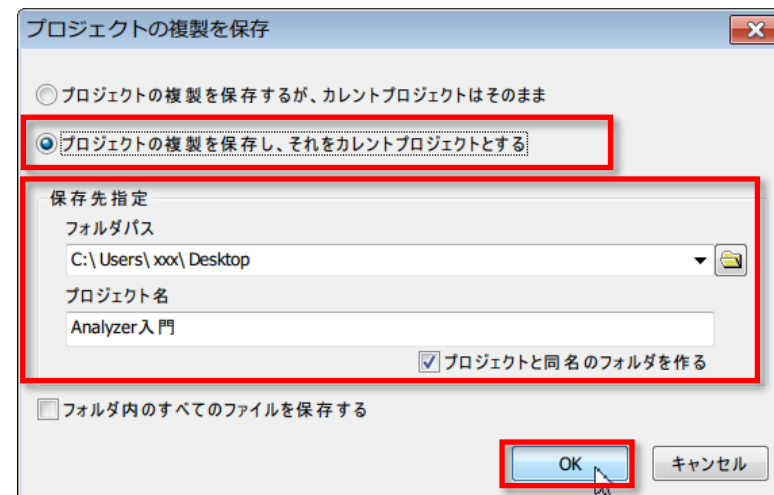 プロジェクトの複製を保存
プロジェクトの複製を保存するが、カレントプロジェクトはそのまま
プロジェクトの複製を保存し、それをカレントプロジェクトとする
保存先指定
フォルダパス
C:\Users\xxx\Desktop
プロジェクト名
Analyzer入門
プロジェクトと同名のフォルダを作る
フォルダ内のすべてのファイルを保存する
OK キャンセル